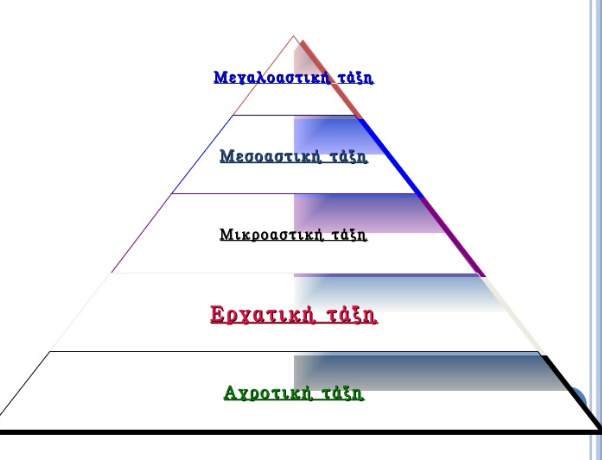 Μεγαλοαστική τάξη
Μεσοαστική τάξη
Μικροαστική τάξη
Εργατική τάξη
Αγροτική τάξη